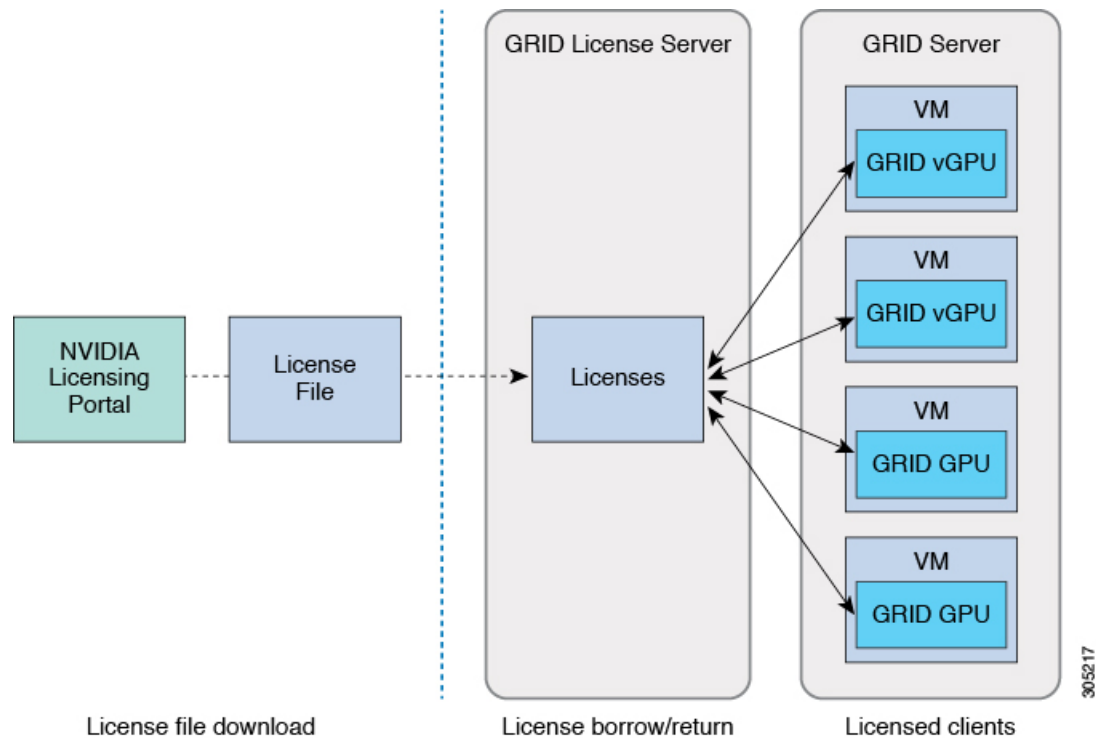 GRID License Server
GRID Server
VM
GRID vGPU
VM
GRID vGPU
NVIDIA
Licensing
Portal
License
File
Licenses
VM
GRID GPU
VM
GRID GPU
305217
License file download
License borrow/return
Licensed clients